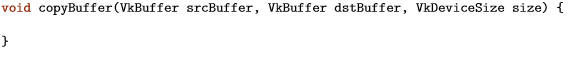 void copyBuffer(VkBuffer srcBuffer, VkBuffer dstBuffer, VkDeviceSize size) {
}